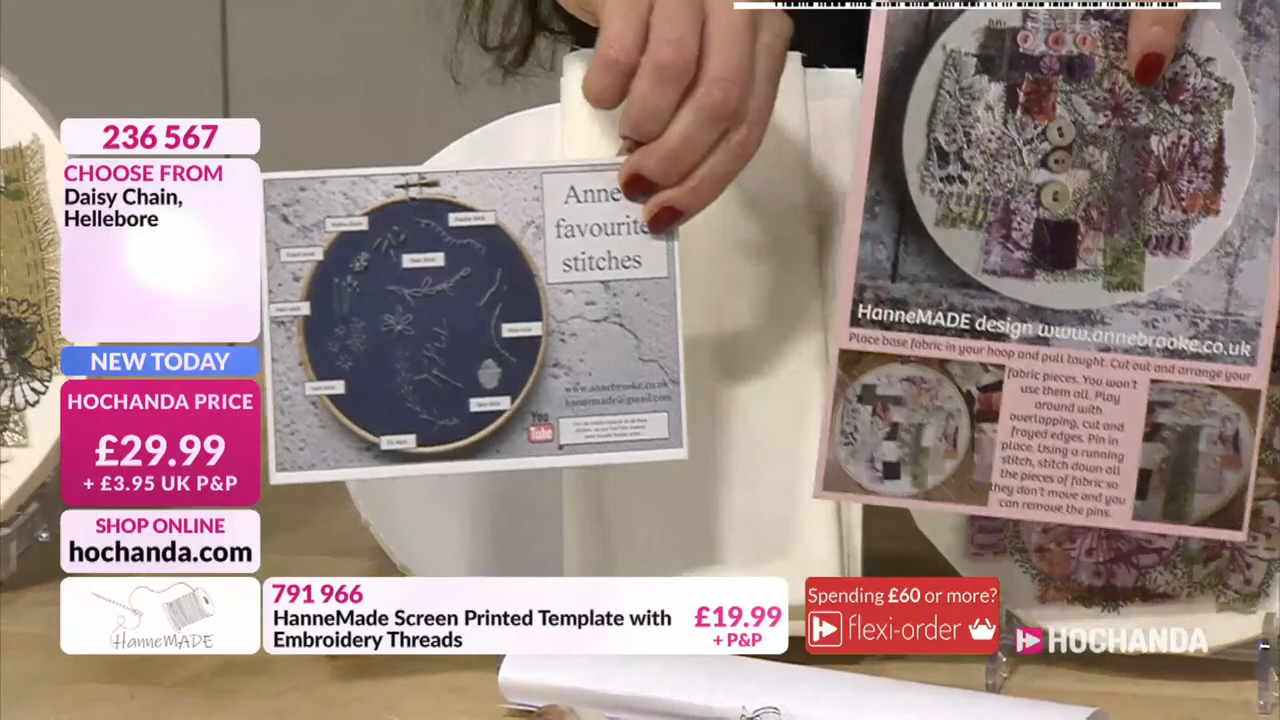 236 567
CHOOSE FROM
Daisy Chain,
Hellebore
NEW TODAY
HOCHANDA PRICE
£29.99
+ £3.95 UK P&P
SHOP ONLINE
hochanda.com
HanneMADE
791 966
HanneMade Screen Printed Template with
Embroidery Threads
£19.99
+ P&P
Spending £60 or more?
flexi-order
HOCHANDA
Anne
favourite
stitches
www.annebrooke.co.uk
hannemade@gmail.com
You
Tube
HanneMADE design www.annebrooke.co.uk
Place base fabric in your hoop and pull taught. Cut out and arrange your
fabric pieces. You won't
use them all. Play
around with
overlapping, cut and
frayed edges. Pin in
place. Using a running
stitch, stitch down all
the pieces of fabric so
they don't move and you
can remove the pins.